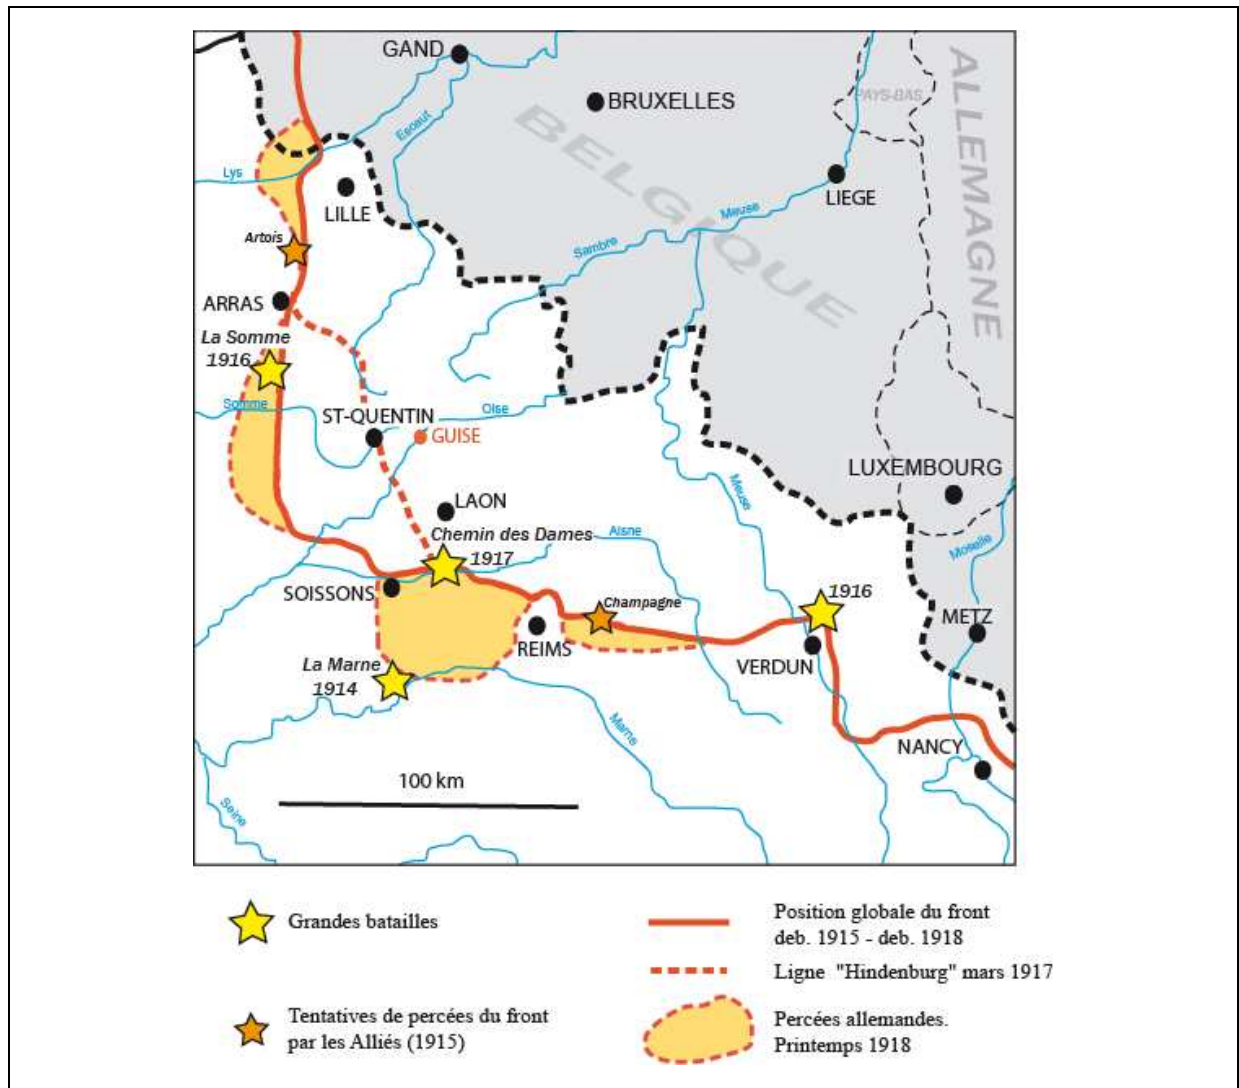 GAND
BRUXELLES
BELGIQUE
PAYS-BAS
ALLEMAGNE
Escaut
Lys
LILLE
LIEGE
Meuse
Sambre
Artois
ARRAS
La Somme
1916
Somme
ST-QUENTIN
Oise
GUISE
LUXEMBOURG
Meuse
LAON
Chemin des Dames
1917
Aisne
Moselle
SOISSONS
Champagne
1916
METZ
REIMS
VERDUN
La Marne
1914
Marne
NANCY
100 km
Seine
Grandes batailles
Tentatives de percées du front
par les Alliés (1915)
Position globale du front
deb. 1915 - deb. 1918
Ligne "Hindenburg" mars 1917
Percées allemandes.
Printemps 1918